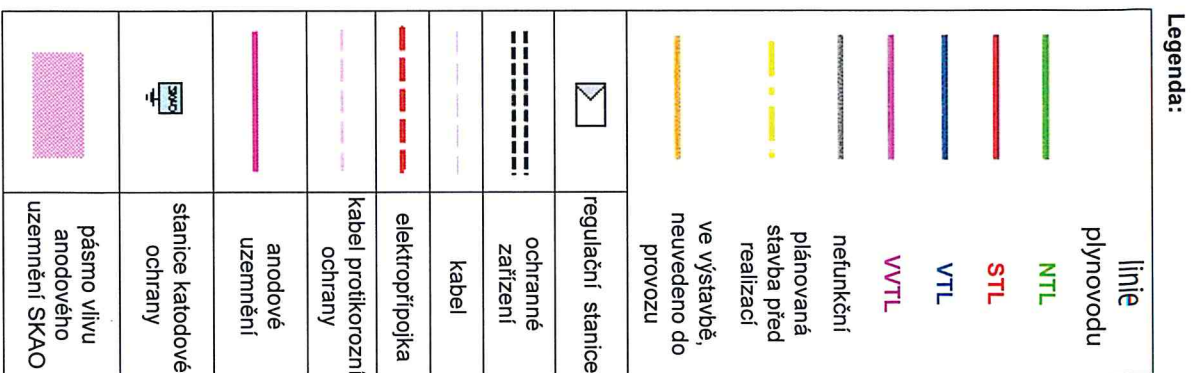 Legenda:
linie
plynovodu
NTL
STL
VTL
VVTL
nefunkční
plánovaná
stavba před
realizací
ve výstavbě,
neuvedeno do
provozu
regulační stanice
ochranné
zařízení
kabel
elektropřípojka
kabel protikorozní
ochrany
anodové
uzemnění
SKAO
stanice katodové
ochrany
pásmo vlivu
anodového
uzemnění SKAO